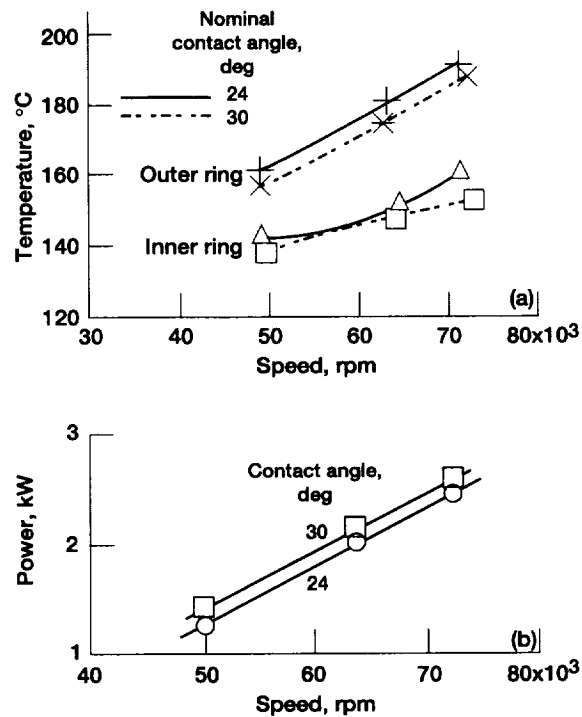 Nominal
contact angle,
deg
24
30
200
180
160
140
120
Temperature, °C
Outer ring
Inner ring
(a)
30 40 50 60 70 80x10³
Speed, rpm
3
2
1
Power, kW
Contact angle,
deg
30
24
(b)
40 50 60 70 80x10³
Speed, rpm